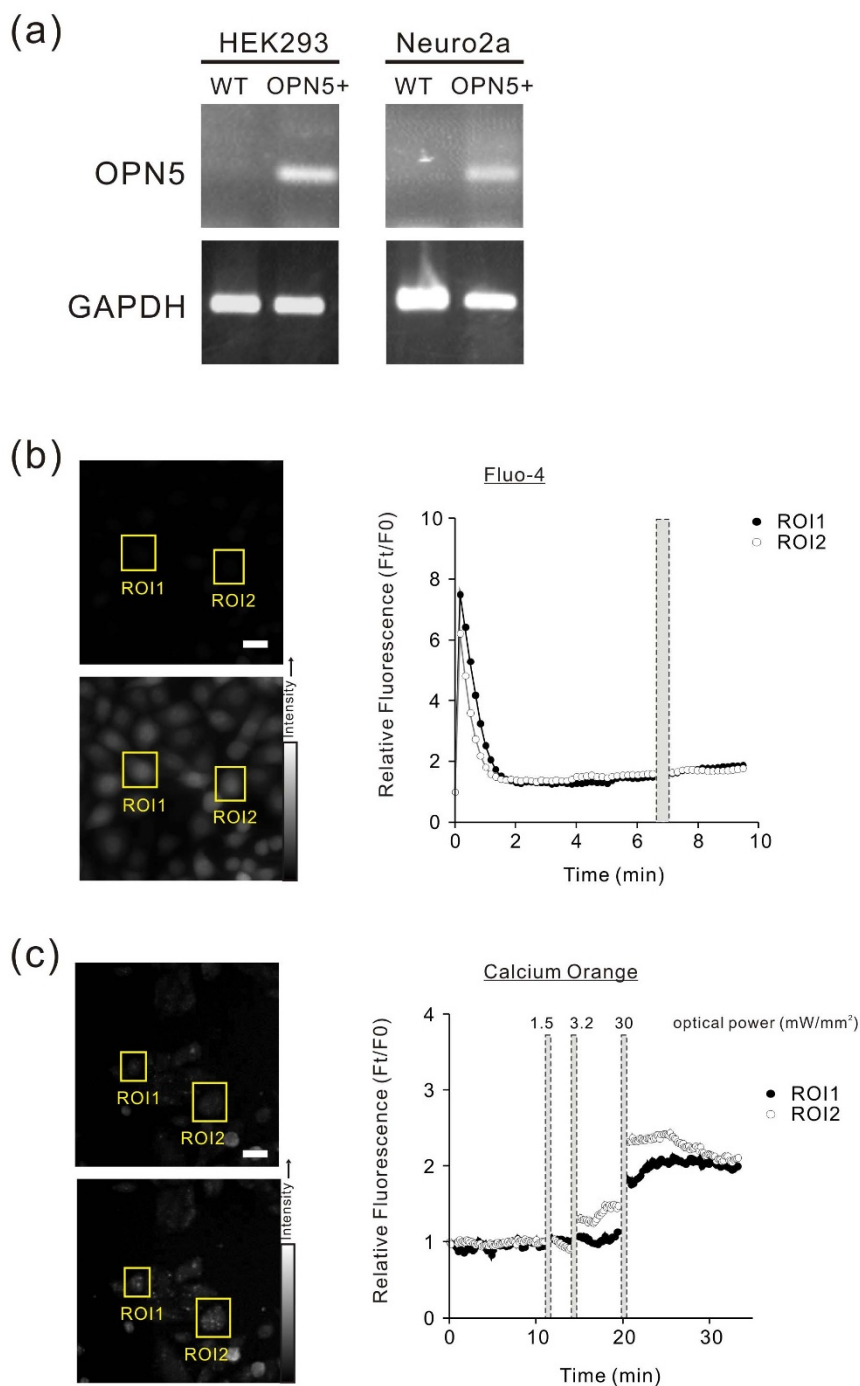 (a)
HEK293 Neuro2a
WT OPN5+ WT OPN5+
OPN5
GAPDH
(b)
Fluo-4
ROI1
ROI2
Intensity
ROI1
ROI2
Relative Fluorescence (Ft/F0)
10
8
6
4
2
0
0 2 4 6 8 10
Time (min)
ROI1
ROI2
(c)
Calcium Orange
ROI1
ROI2
Intensity
ROI1
ROI2
Relative Fluorescence (Ft/F0)
4
3
2
1
0
1.5 3.2 30 optical power (mW/mm²)
ROI1
ROI2
0 10 20 30
Time (min)